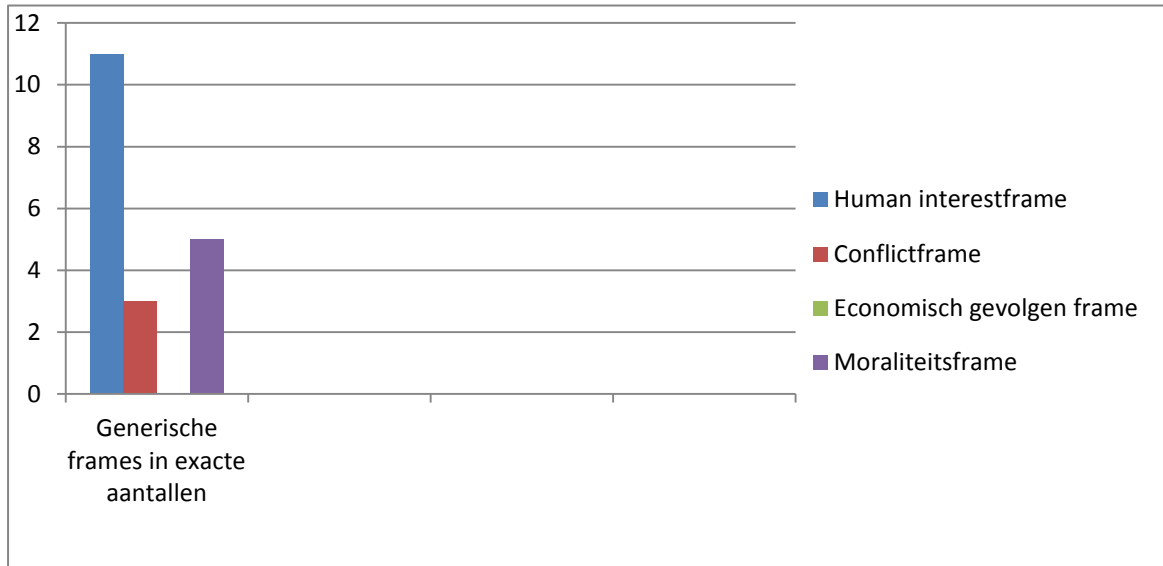 12
10
8
6
4
2
0
Generische
frames in exacte
aantallen
Human interestframe
Conflictframe
Economisch gevolgen frame
Moraliteitsframe